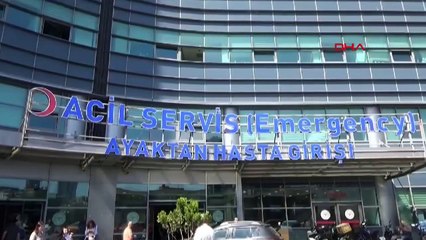 DHA
ACİL SERVİS (Emergency)
AYAKTAN HASTA GİRİŞİ